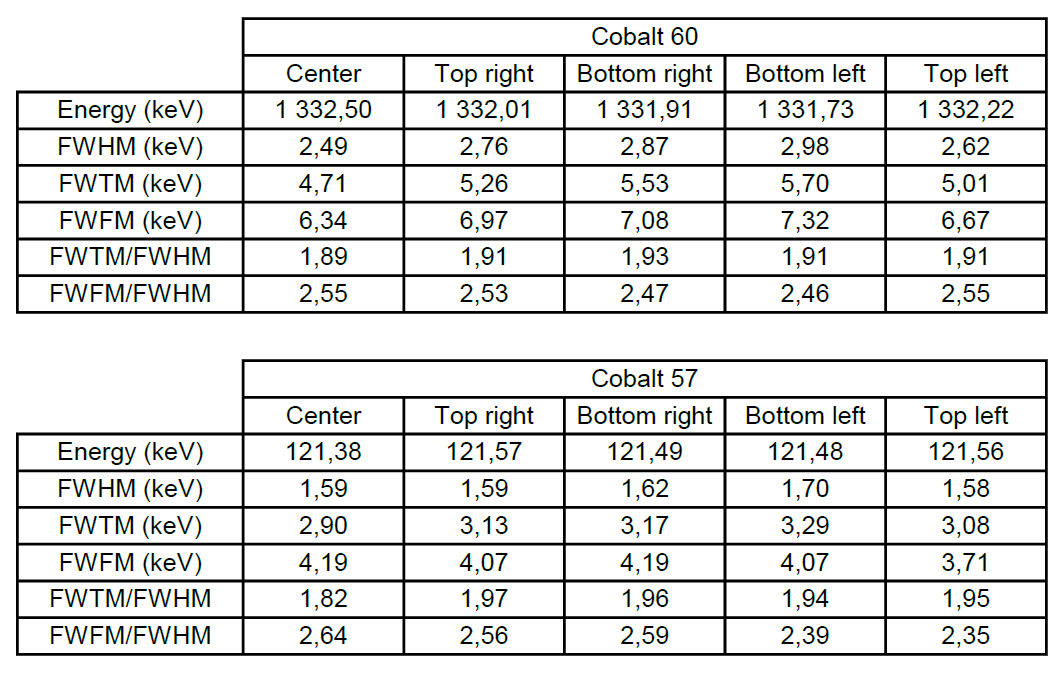 Cobalt 60
Center Top right Bottom right Bottom left Top left
Energy (keV) 1 332,50 1 332,01 1 331,91 1 331,73 1 332,22
FWHM (keV) 2,49 2,76 2,87 2,98 2,62
FWTM (keV) 4,71 5,26 5,53 5,70 5,01
FWFM (keV) 6,34 6,97 7,08 7,32 6,67
FWTM/FWHM 1,89 1,91 1,93 1,91 1,91
FWFM/FWHM 2,55 2,53 2,47 2,46 2,55
Cobalt 57
Center Top right Bottom right Bottom left Top left
Energy (keV) 121,38 121,57 121,49 121,48 121,56
FWHM (keV) 1,59 1,59 1,62 1,70 1,58
FWTM (keV) 2,90 3,13 3,17 3,29 3,08
FWFM (keV) 4,19 4,07 4,19 4,07 3,71
FWTM/FWHM 1,82 1,97 1,96 1,94 1,95
FWFM/FWHM 2,64 2,56 2,59 2,39 2,35